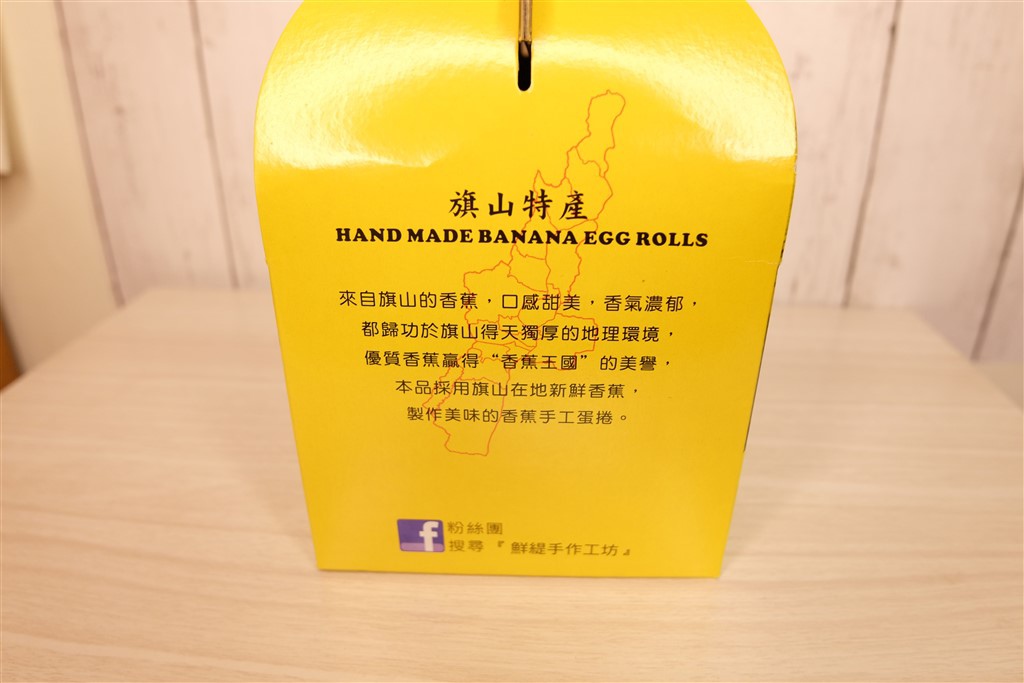 旗山特產
HAND MADE BANANA EGG ROLLS
來自旗山的香蕉，口感甜美，香氣濃郁，
都歸功於旗山得天獨厚的地理環境，
優質香蕉贏得“香蕉王國”的美譽，
本品採用旗山在地新鮮香蕉，
製作美味的香蕉手工蛋捲。
f
粉絲團
搜尋『鮮緹手作工坊』